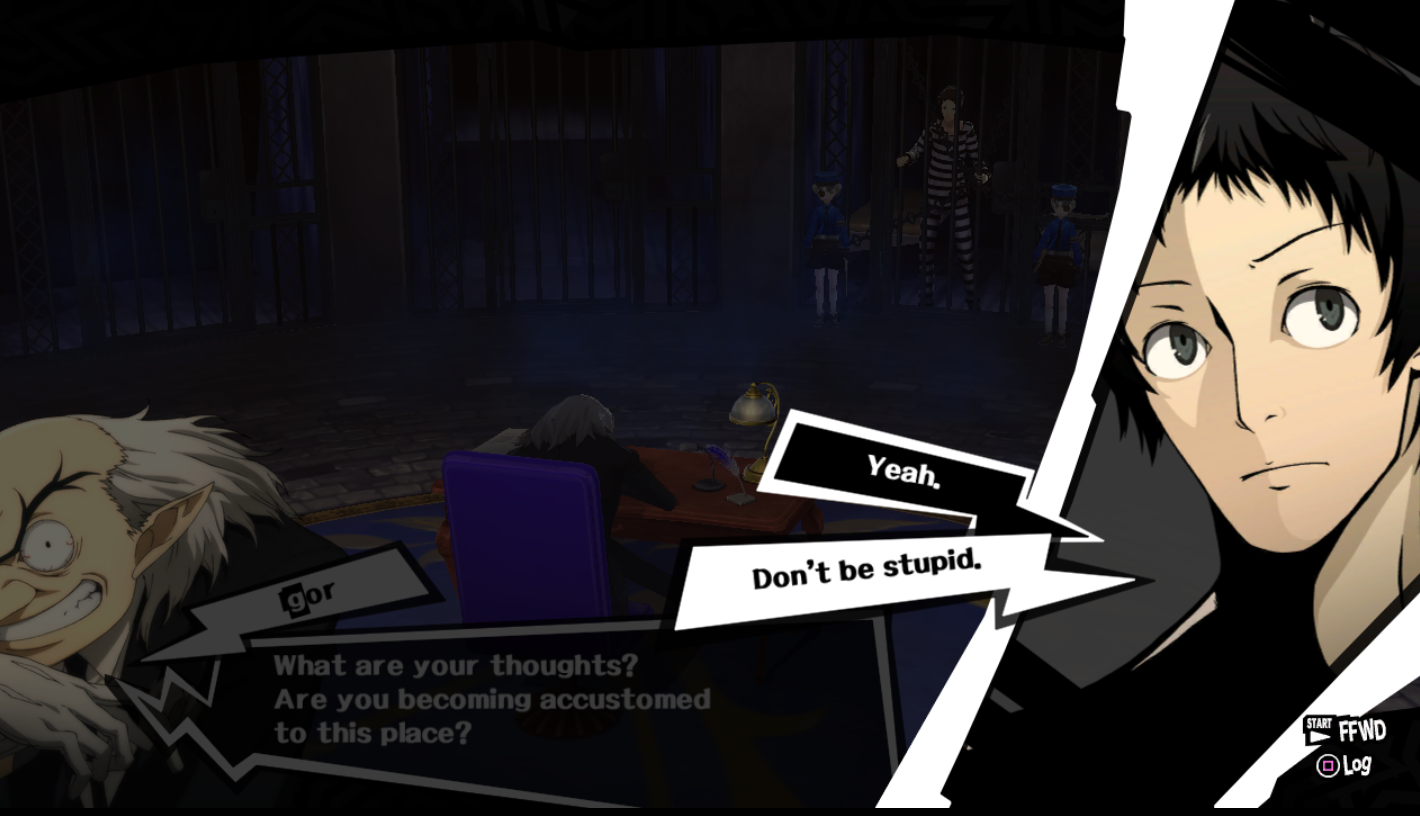 Yeah.
Don't be stupid.
gor
What are your thoughts?
Are you becoming accustomed
to this place?
START
FFWD
Log